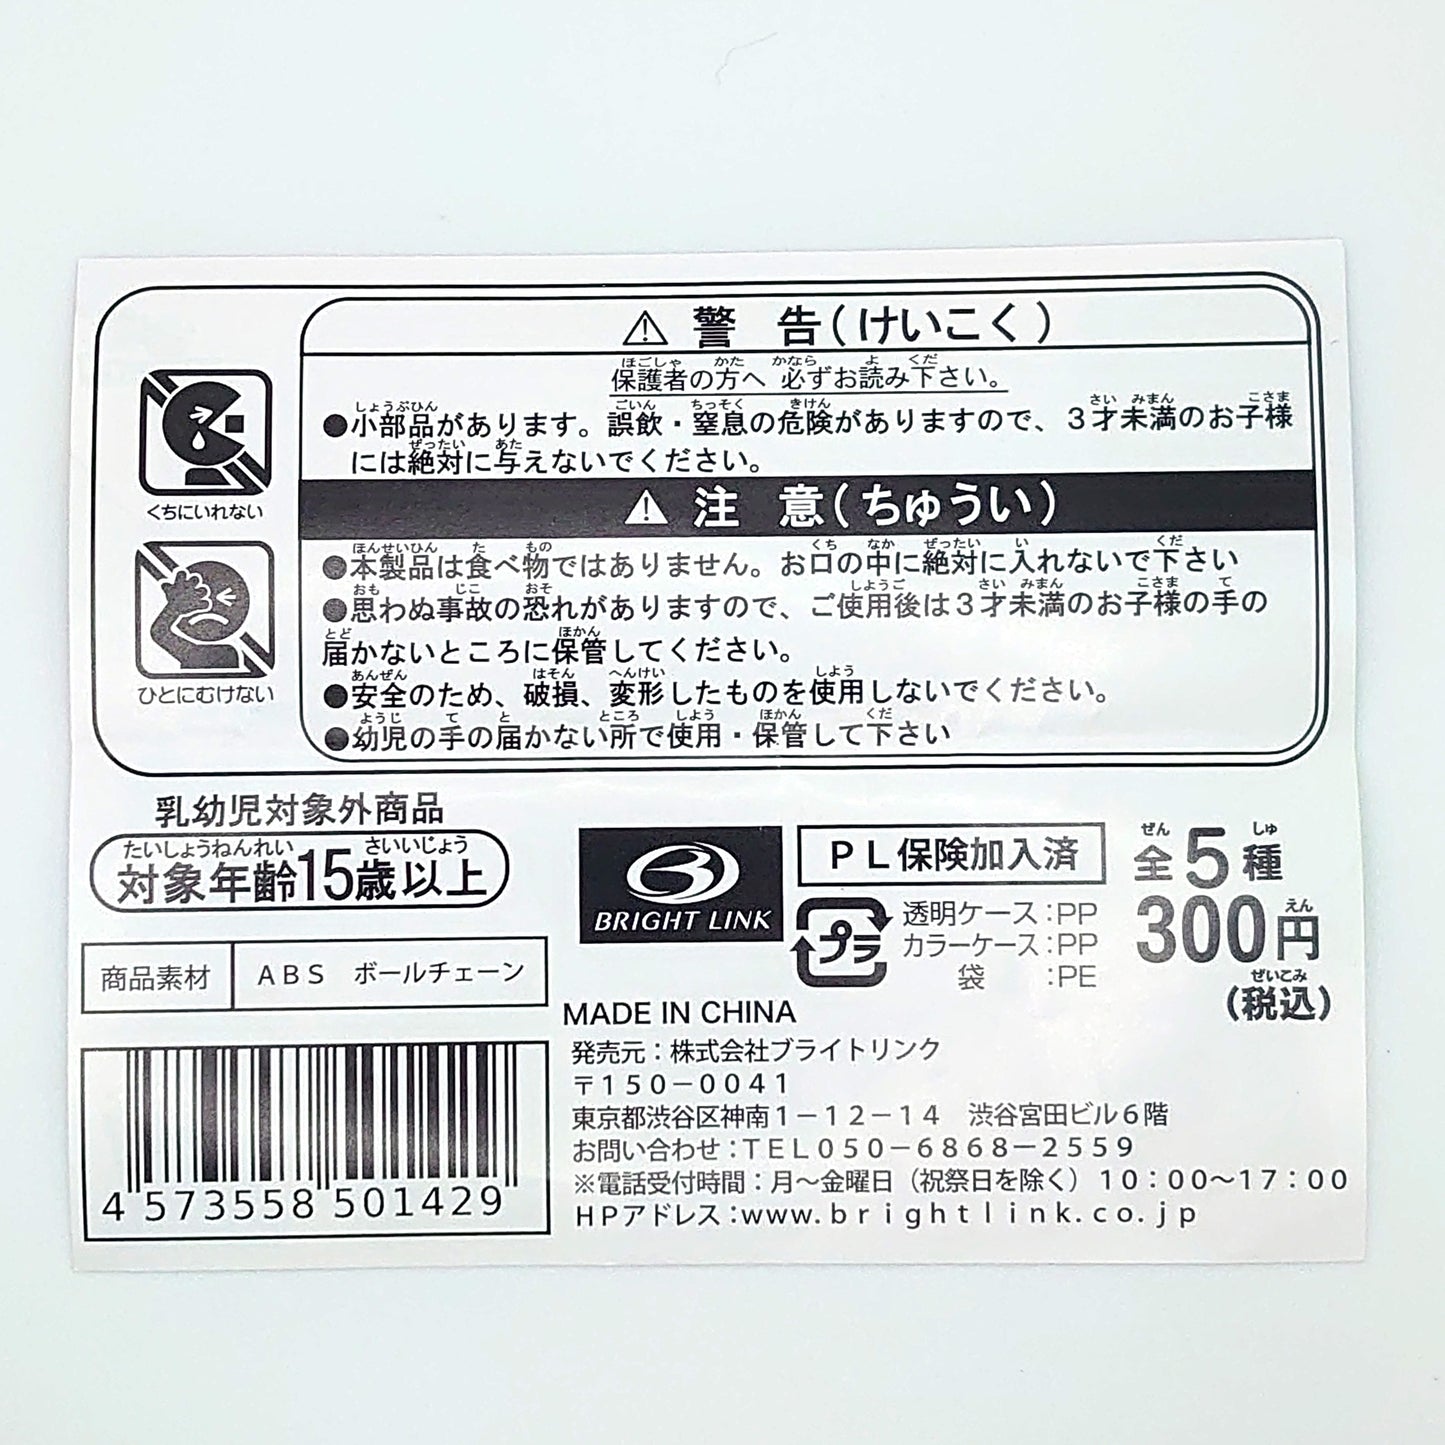 ⚠ 警 告(けいこく)
保護者の方へ 必ずお読み下さい。
●小部品があります。誤飲・窒息の危険がありますので、3才未満のお子様
には絶対に与えないでください。
くちにいれない
⚠ 注 意(ちゅうい)
●本製品は食べ物ではありません。お口の中に絶対に入れないで下さい
●思わぬ事故の恐れがありますので、ご使用後は3才未満のお子様の手の
届かないところに保管してください。
●安全のため、破損、変形したものを使用しないでください。
●幼児の手の届かない所で使用・保管して下さい
ひとにむけない
乳幼児対象外商品
対象年齢15歳以上
商品素材 ABS ボールチェーン
4 573558 501429
BRIGHT LINK
PL保険加入済
プラ
透明ケース:PP
カラーケース:PP
袋 :PE
全5種
300円
(税込)
MADE IN CHINA
発売元:株式会社ブライトリンク
〒150-0041
東京都渋谷区神南1-12-14 渋谷宮田ビル6階
お問い合わせ:TEL050-6868-2559
※電話受付時間:月~金曜日(祝祭日を除く)10:00~17:00
HPアドレス:www.brightlink.co.jp